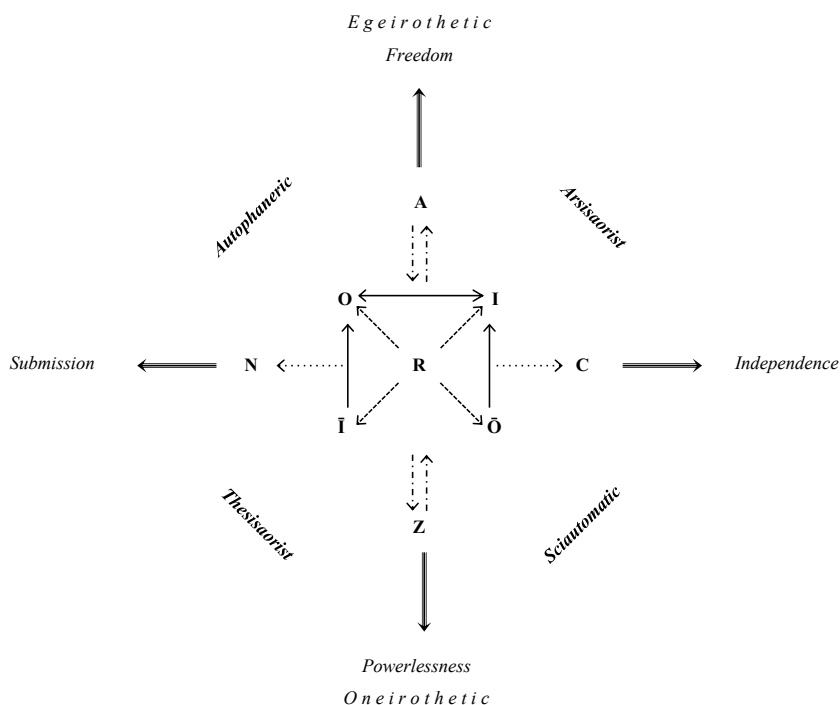 E g e i r o t h e t i c
Freedom
Autophaneric
Arsisaorist
A
O I
Submission N R C Independence
Ī Ō
Thesisaorist
Sciautomatic
Z
Powerlessness
O n e i r o t h e t i c